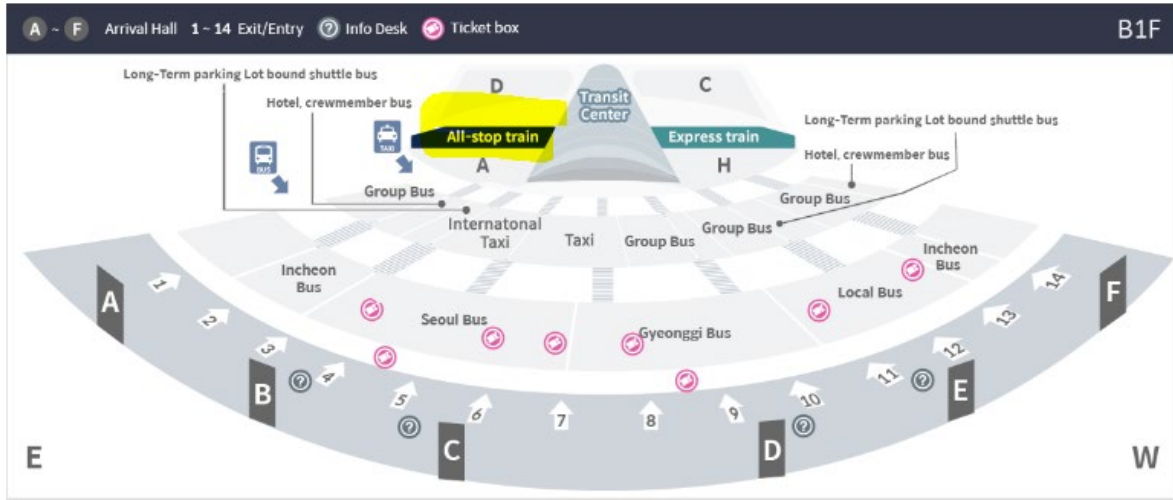 A ~ F Arrival Hall 1 ~ 14 Exit/Entry Info Desk Ticket box B1F
Long-Term parking Lot bound shuttle bus
Hotel, crewmember bus
D
Transit
Center
C
Long-Term parking Lot bound shuttle bus
TAXI
All-stop train
Express train
BUS
Hotel, crewmember bus
A
H
Group Bus
Group Bus
Internatonal
Taxi
Taxi
Group Bus
Group Bus
Incheon
Bus
Incheon
Bus
Seoul Bus
Gyeonggi Bus
Local Bus
A
1
2
3
B
4
5
C
6
7
8
9
D
10
11
12
E
13
14
F
E
W